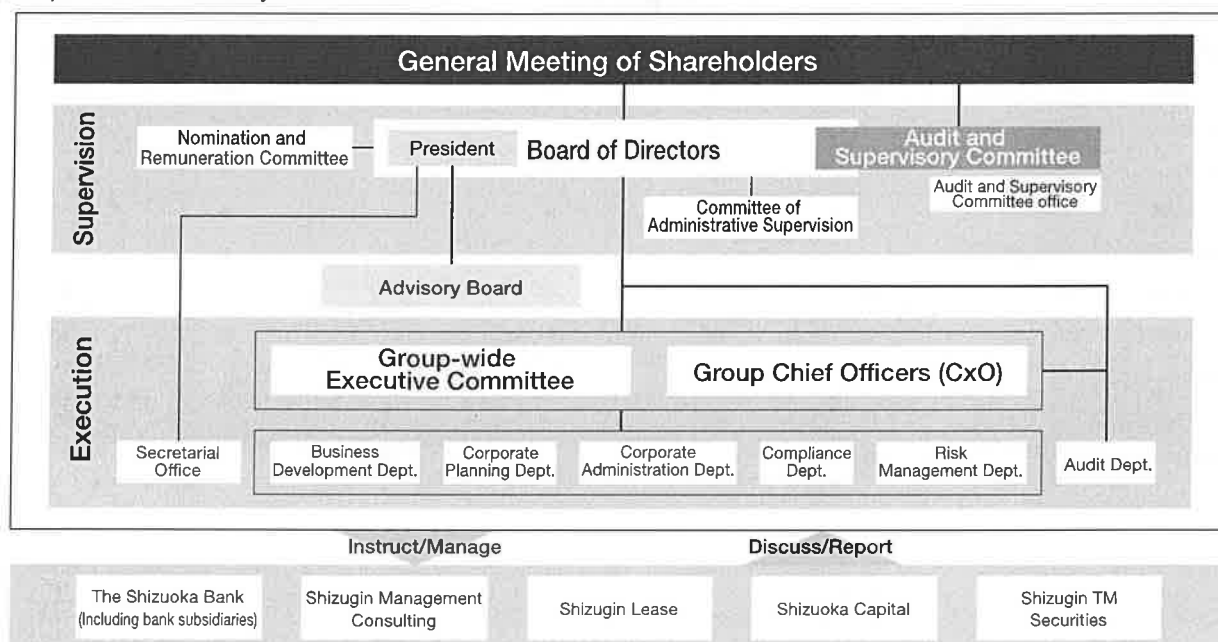 General Meeting of Shareholders
Supervision
Nomination and
Remuneration Committee
President
Board of Directors
Audit and
Supervisory Committee
Audit and Supervisory
Committee office
Committee of
Administrative Supervision
Advisory Board
Execution
Group-wide
Executive Committee
Group Chief Officers (CxO)
Secretarial
Office
Business
Development Dept.
Corporate
Planning Dept.
Corporate
Administration Dept.
Compliance
Dept.
Risk
Management Dept.
Audit Dept.
Instruct/Manage
Discuss/Report
The Shizuoka Bank
(Including bank subsidiaries)
Shizugin Management
Consulting
Shizugin Lease
Shizuoka Capital
Shizugin TM
Securities